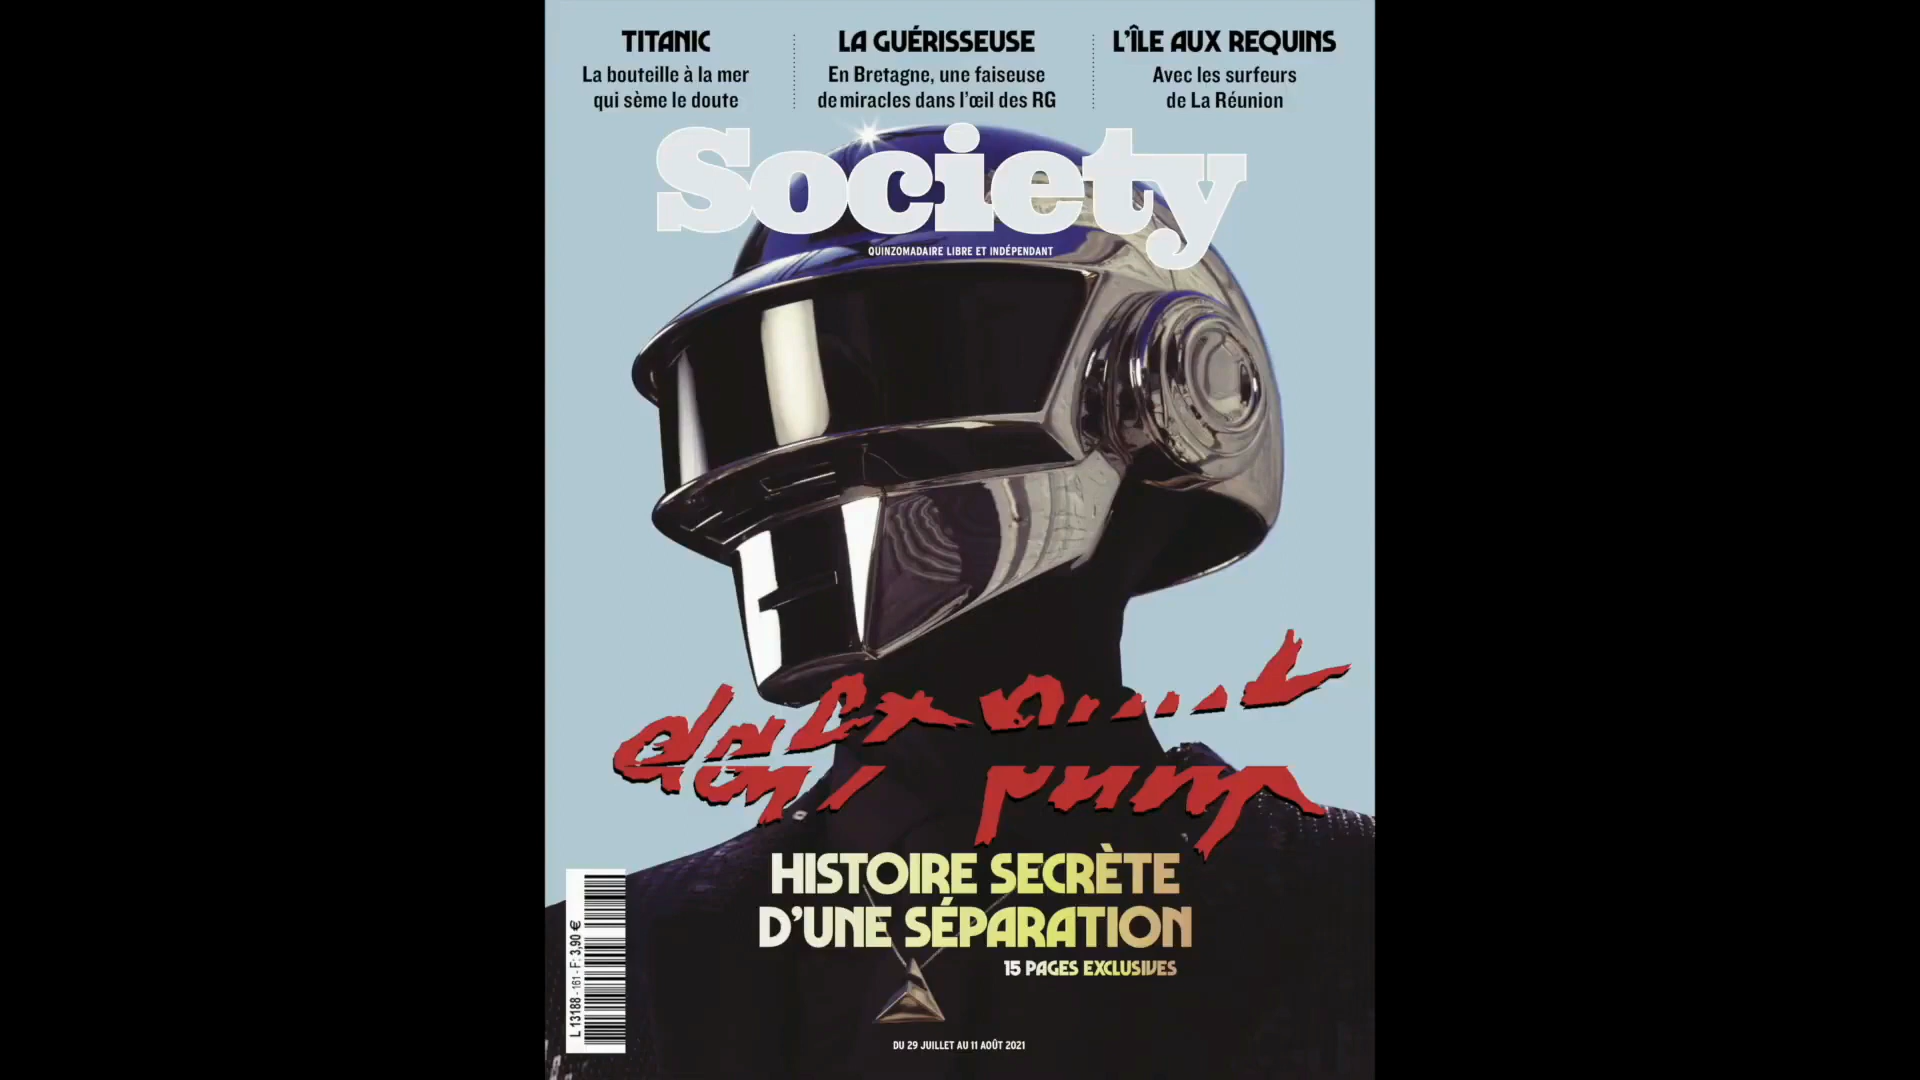 TITANIC
La bouteille à la mer
qui sème le doute
LA GUÉRISSEUSE
En Bretagne, une faiseuse
de miracles dans l'œil des RG
L'ÎLE AUX REQUINS
Avec les surfeurs
de La Réunion
Society
QUINZOMADAIRE LIBRE ET INDÉPENDANT
daft punk
HISTOIRE SECRÈTE
D'UNE SÉPARATION
15 PAGES EXCLUSIVES
L 13188 - 161 - F: 3,90 €
DU 29 JUILLET AU 11 AOÛT 2021